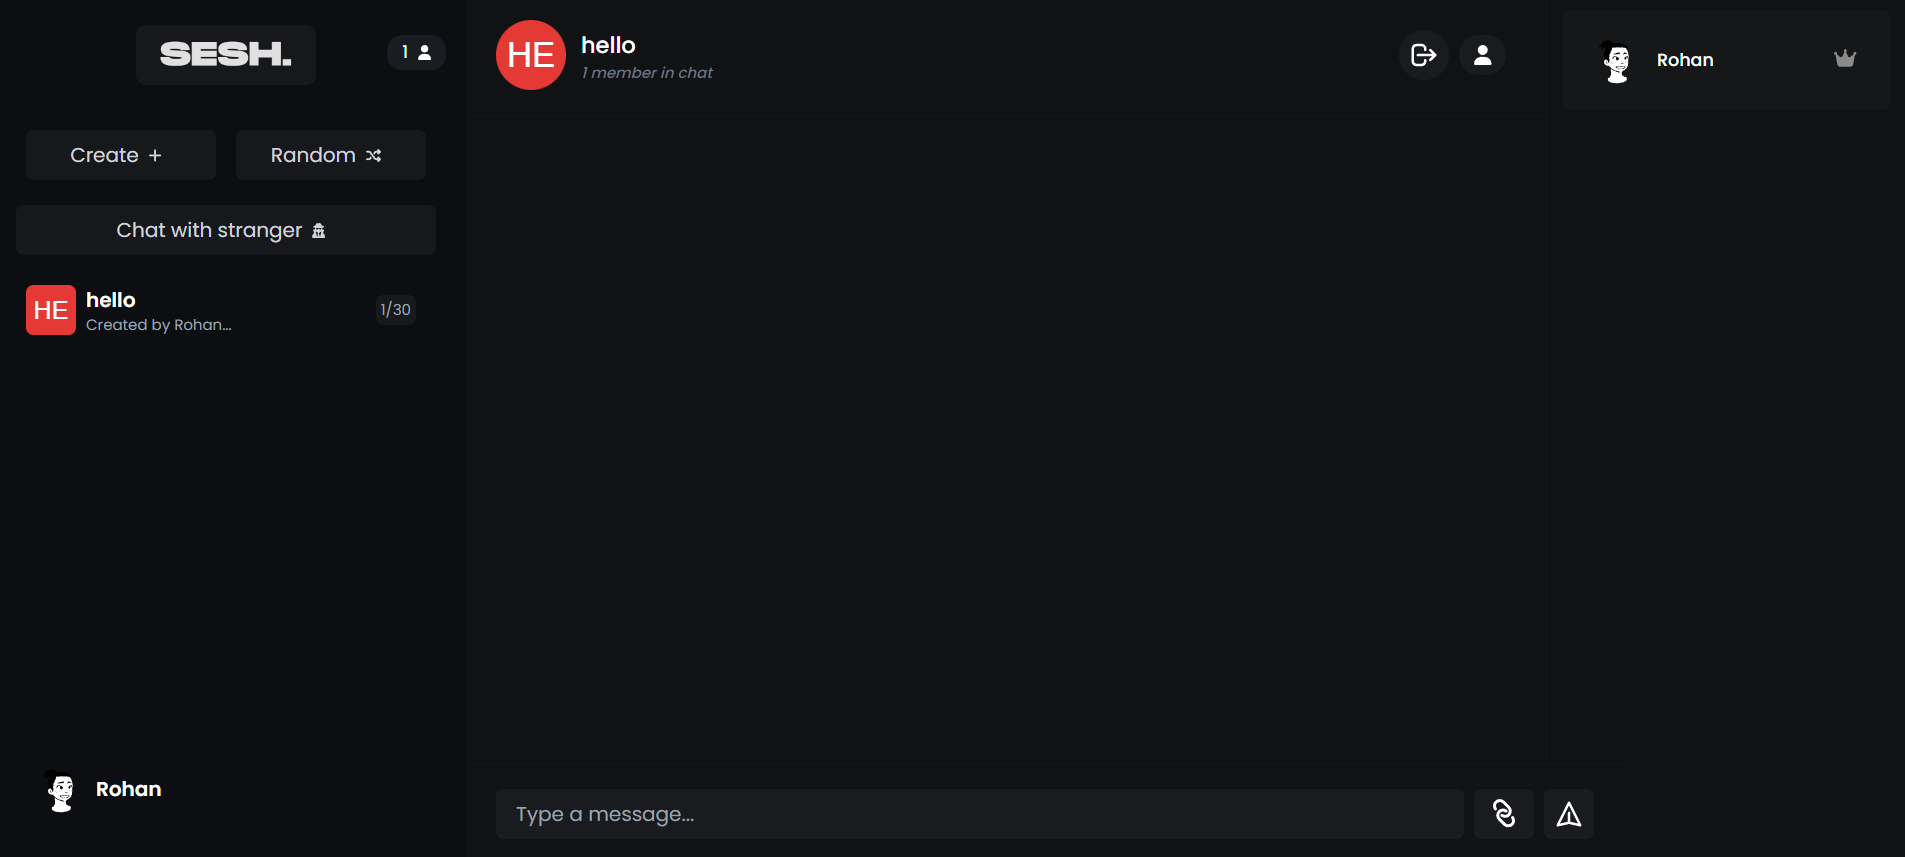 SESH.
1
Create +
Random
Chat with stranger
HE
hello
Created by Rohan...
1/30
Rohan
HE
hello
1 member in chat
Type a message...
Rohan